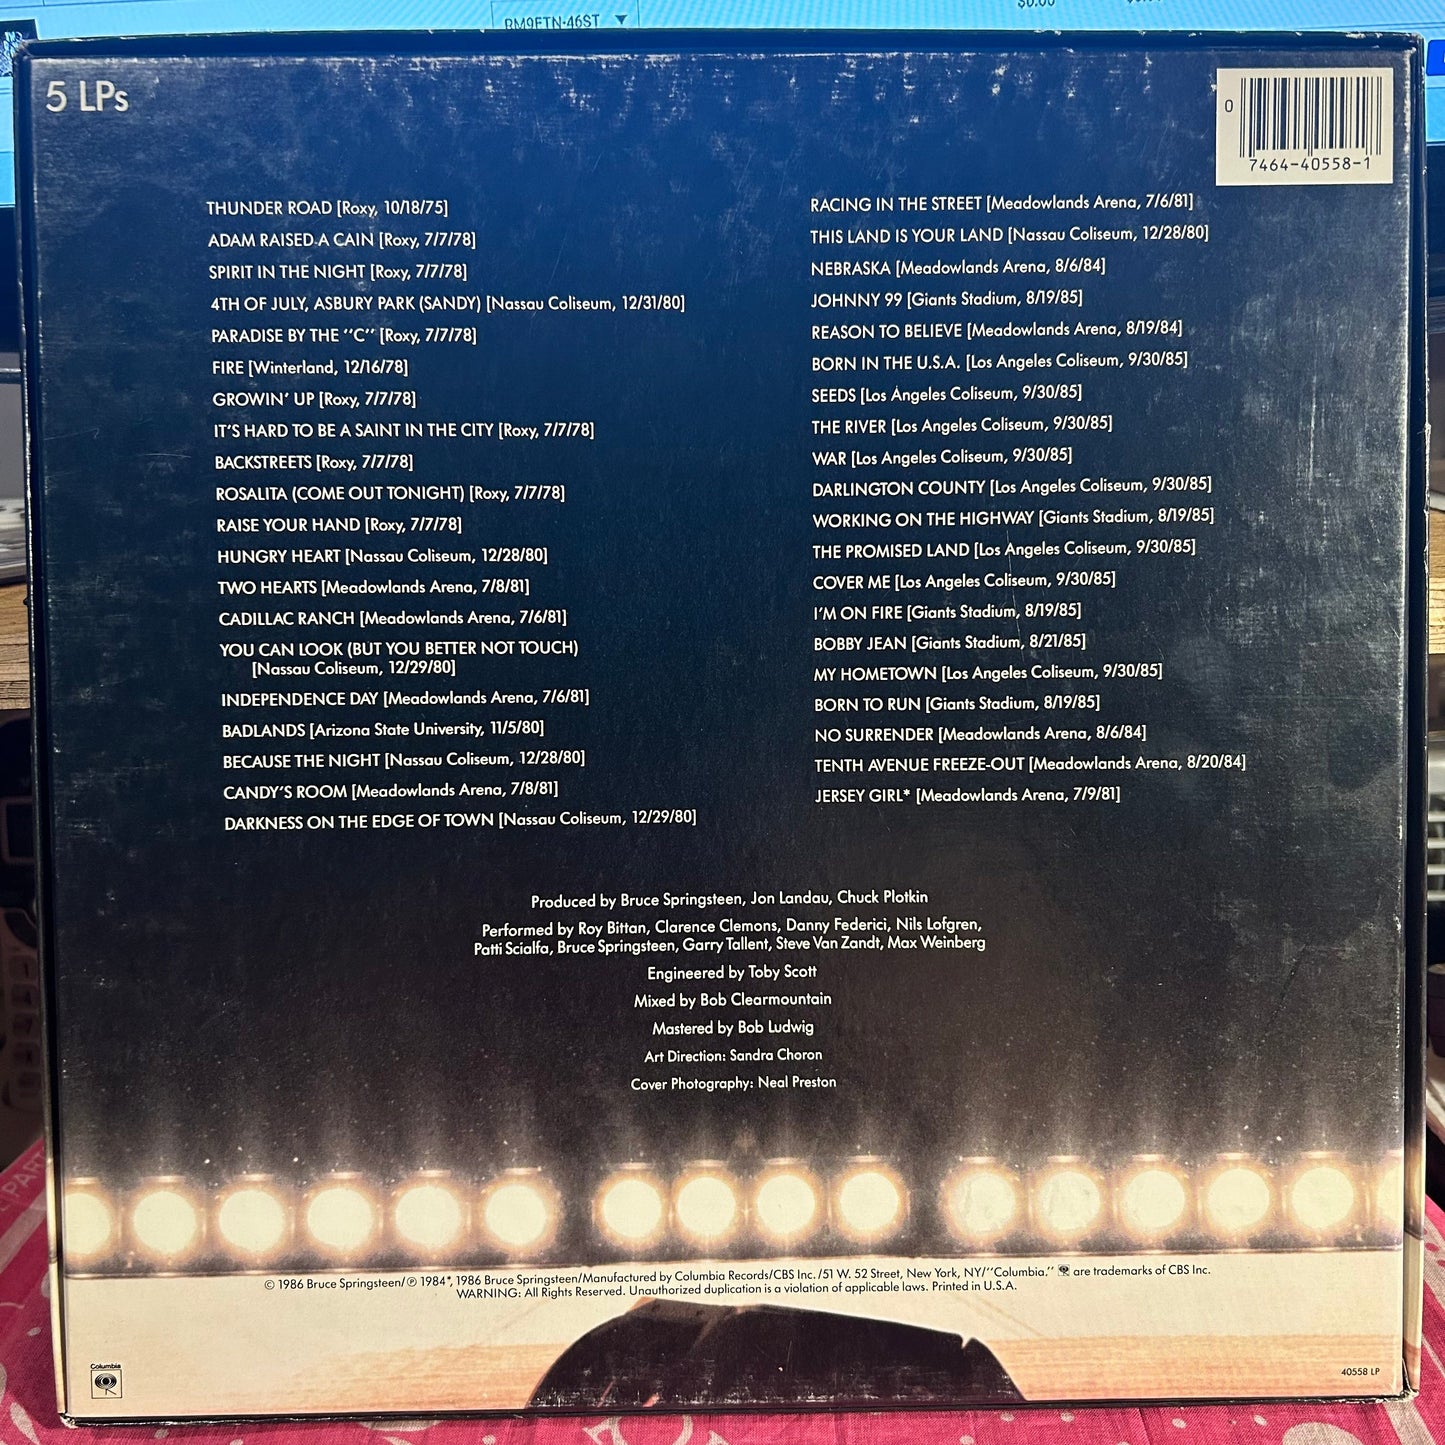 RM9FTN-46ST ▼
$0.00
5 LPs
0
7464-40558-1
THUNDER ROAD [Roxy, 10/18/75]
ADAM RAISED A CAIN [Roxy, 7/7/78]
SPIRIT IN THE NIGHT [Roxy, 7/7/78]
4TH OF JULY, ASBURY PARK (SANDY) [Nassau Coliseum, 12/31/80]
PARADISE BY THE "C" [Roxy, 7/7/78]
FIRE [Winterland, 12/16/78]
GROWIN' UP [Roxy, 7/7/78]
IT'S HARD TO BE A SAINT IN THE CITY [Roxy, 7/7/78]
BACKSTREETS [Roxy, 7/7/78]
ROSALITA (COME OUT TONIGHT) [Roxy, 7/7/78]
RAISE YOUR HAND [Roxy, 7/7/78]
HUNGRY HEART [Nassau Coliseum, 12/28/80]
TWO HEARTS [Meadowlands Arena, 7/8/81]
CADILLAC RANCH [Meadowlands Arena, 7/6/81]
YOU CAN LOOK (BUT YOU BETTER NOT TOUCH)
[Nassau Coliseum, 12/29/80]
INDEPENDENCE DAY [Meadowlands Arena, 7/6/81]
BADLANDS [Arizona State University, 11/5/80]
BECAUSE THE NIGHT [Nassau Coliseum, 12/28/80]
CANDY'S ROOM [Meadowlands Arena, 7/8/81]
DARKNESS ON THE EDGE OF TOWN [Nassau Coliseum, 12/29/80]
RACING IN THE STREET [Meadowlands Arena, 7/6/81]
THIS LAND IS YOUR LAND [Nassau Coliseum, 12/28/80]
NEBRASKA [Meadowlands Arena, 8/6/84]
JOHNNY 99 [Giants Stadium, 8/19/85]
REASON TO BELIEVE [Meadowlands Arena, 8/19/84]
BORN IN THE U.S.A. [Los Angeles Coliseum, 9/30/85]
SEEDS [Los Angeles Coliseum, 9/30/85]
THE RIVER [Los Angeles Coliseum, 9/30/85]
WAR [Los Angeles Coliseum, 9/30/85]
DARLINGTON COUNTY [Los Angeles Coliseum, 9/30/85]
WORKING ON THE HIGHWAY [Giants Stadium, 8/19/85]
THE PROMISED LAND [Los Angeles Coliseum, 9/30/85]
COVER ME [Los Angeles Coliseum, 9/30/85]
I'M ON FIRE [Giants Stadium, 8/19/85]
BOBBY JEAN [Giants Stadium, 8/21/85]
MY HOMETOWN [Los Angeles Coliseum, 9/30/85]
BORN TO RUN [Giants Stadium, 8/19/85]
NO SURRENDER [Meadowlands Arena, 8/6/84]
TENTH AVENUE FREEZE-OUT [Meadowlands Arena, 8/20/84]
JERSEY GIRL* [Meadowlands Arena, 7/9/81]
Produced by Bruce Springsteen, Jon Landau, Chuck Plotkin
Performed by Roy Bittan, Clarence Clemons, Danny Federici, Nils Lofgren,
Patti Scialfa, Bruce Springsteen, Garry Tallent, Steve Van Zandt, Max Weinberg
Engineered by Toby Scott
Mixed by Bob Clearmountain
Mastered by Bob Ludwig
Art Direction: Sandra Choron
Cover Photography: Neal Preston
© 1986 Bruce Springsteen/℗ 1984*, 1986 Bruce Springsteen/Manufactured by Columbia Records/CBS Inc./51 W. 52 Street, New York, NY/"Columbia." are trademarks of CBS Inc.
WARNING: All Rights Reserved. Unauthorized duplication is a violation of applicable laws. Printed in U.S.A.
Columbia
40558 LP